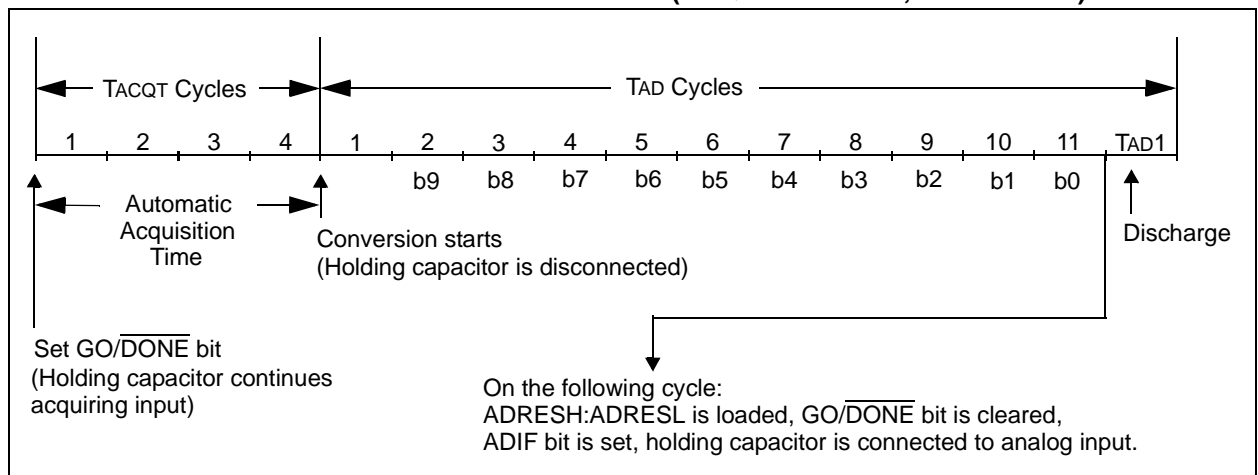 TACQT Cycles TAD Cycles
1 2 3 4 1 2 3 4 5 6 7 8 9 10 11 TAD1
b9 b8 b7 b6 b5 b4 b3 b2 b1 b0
Automatic
Acquisition
Time
Conversion starts
(Holding capacitor is disconnected)
Discharge
Set GO/DONE bit
(Holding capacitor continues
acquiring input)
On the following cycle:
ADRESH:ADRESL is loaded, GO/DONE bit is cleared,
ADIF bit is set, holding capacitor is connected to analog input.